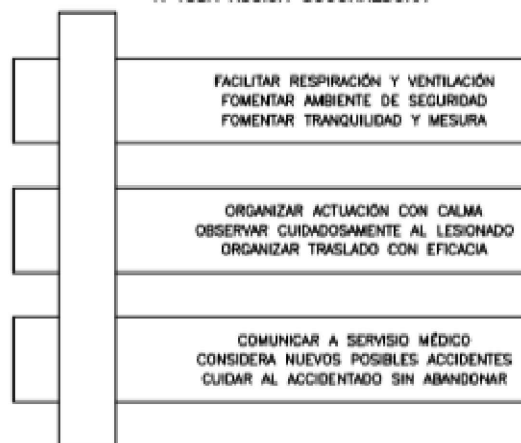 FACILITAR RESPIRACIÓN Y VENTILACIÓN
FOMENTAR AMBIENTE DE SEGURIDAD
FOMENTAR TRANQUILIDAD Y MESURA
ORGANIZAR ACTUACIÓN CON CALMA
OBSERVAR CUIDADOSAMENTE AL LESIONADO
ORGANIZAR TRASLADO CON EFICACIA
COMUNICAR A SERVISIO MÉDICO
CONSIDERA NUEVOS POSIBLES ACCIDENTES
CUIDAR AL ACCIDENTADO SIN ABANDONAR